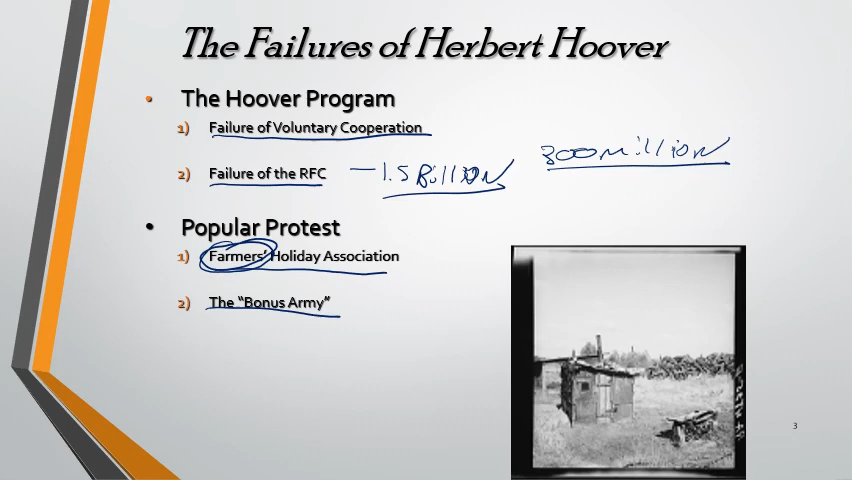 The Failures of Herbert Hoover
• The Hoover Program
1) Failure of Voluntary Cooperation
300 million
2) Failure of the RFC — 1.5 Billion
• Popular Protest
1) Farmers' Holiday Association
2) The "Bonus Army"
3